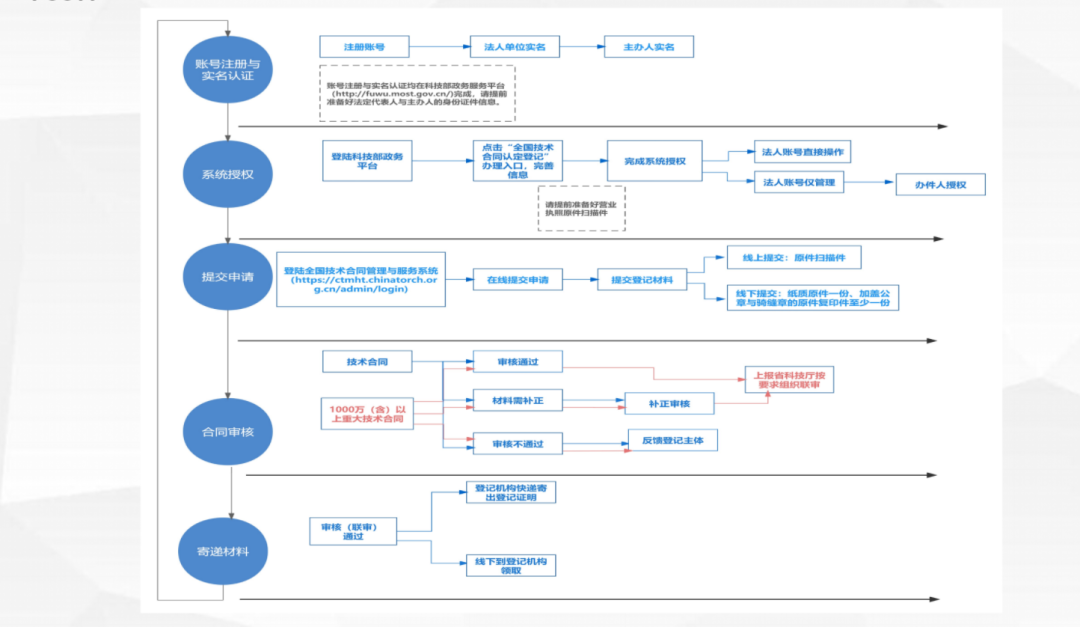 账号注册与
实名认证
注册账号
法人单位实名
主办人实名
账号注册与实名认证均在科技部政务服务平台
（http://fuwu.most.gov.cn/)完成，请提前
准备好法定代表人与主办人的身份证件信息。
系统授权
登陆科技部政务
平台
点击“全国技术
合同认定登记”
办理入口，完善
信息
完成系统授权
法人账号直接操作
法人账号仅管理
办件人授权
请提前准备好营业
执照原件扫描件
提交申请
登陆全国技术合同管理与服务系统
(https://ctmht.chinatorch.or
g.cn/admin/login)
在线提交申请
提交登记材料
线上提交：原件扫描件
线下提交：纸质原件一份、加盖公
章与骑缝章的原件复印件至少一份
合同审核
技术合同
1000万（含）以
上重大技术合同
审核通过
材料需补正
审核不通过
补正审核
反馈登记主体
上报省科技厅按
要求组织联审
寄递材料
审核（联审）
通过
登记机构快递寄
出登记证明
线下到登记机构
领取